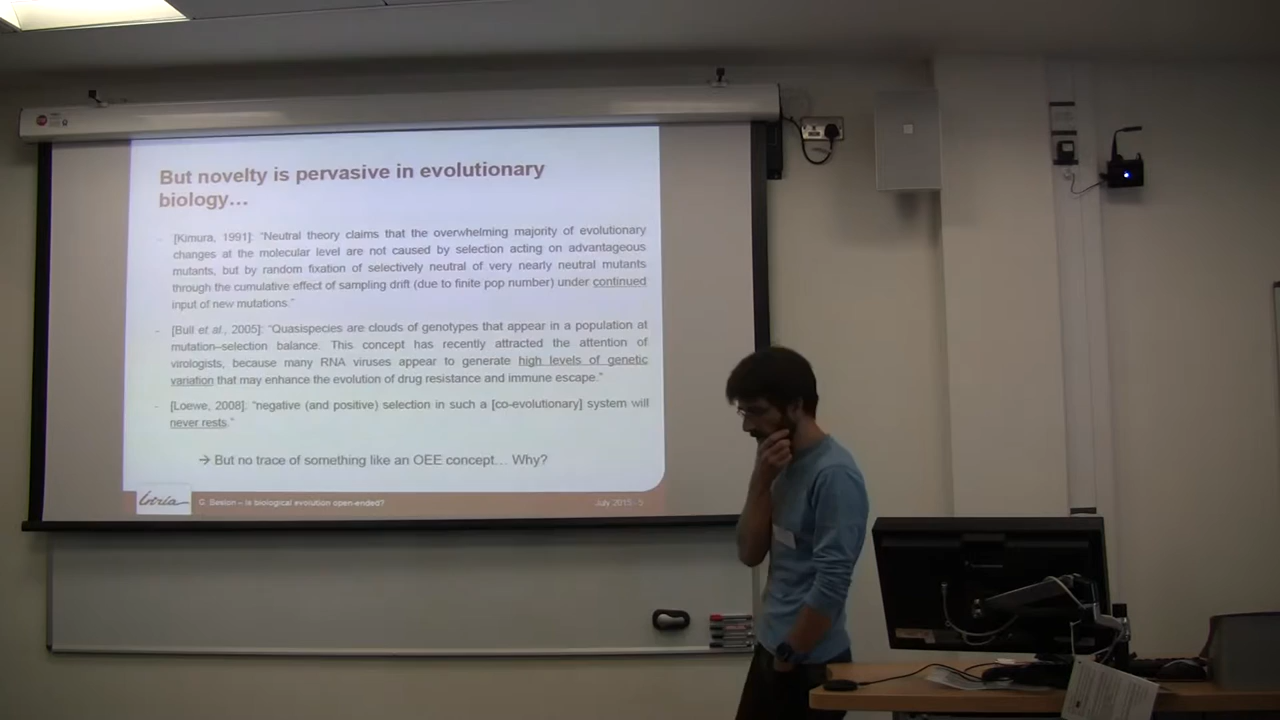 But novelty is pervasive in evolutionary
biology…
- [Kimura, 1991]: “Neutral theory claims that the overwhelming majority of evolutionary
changes at the molecular level are not caused by selection acting on advantageous
mutants, but by random fixation of selectively neutral of very nearly neutral mutants
through the cumulative effect of sampling drift (due to finite pop number) under continued
input of new mutations.”
- [Bull et al., 2005]: “Quasispecies are clouds of genotypes that appear in a population at
mutation–selection balance. This concept has recently attracted the attention of
virologists, because many RNA viruses appear to generate high levels of genetic
variation that may enhance the evolution of drug resistance and immune escape.”
- [Loewe, 2008]: “negative (and positive) selection in such a [co-evolutionary] system will
never rests.”
→ But no trace of something like an OEE concept… Why?
Inria
G. Beslon – Is biological evolution open-ended?
July 2015 - 5